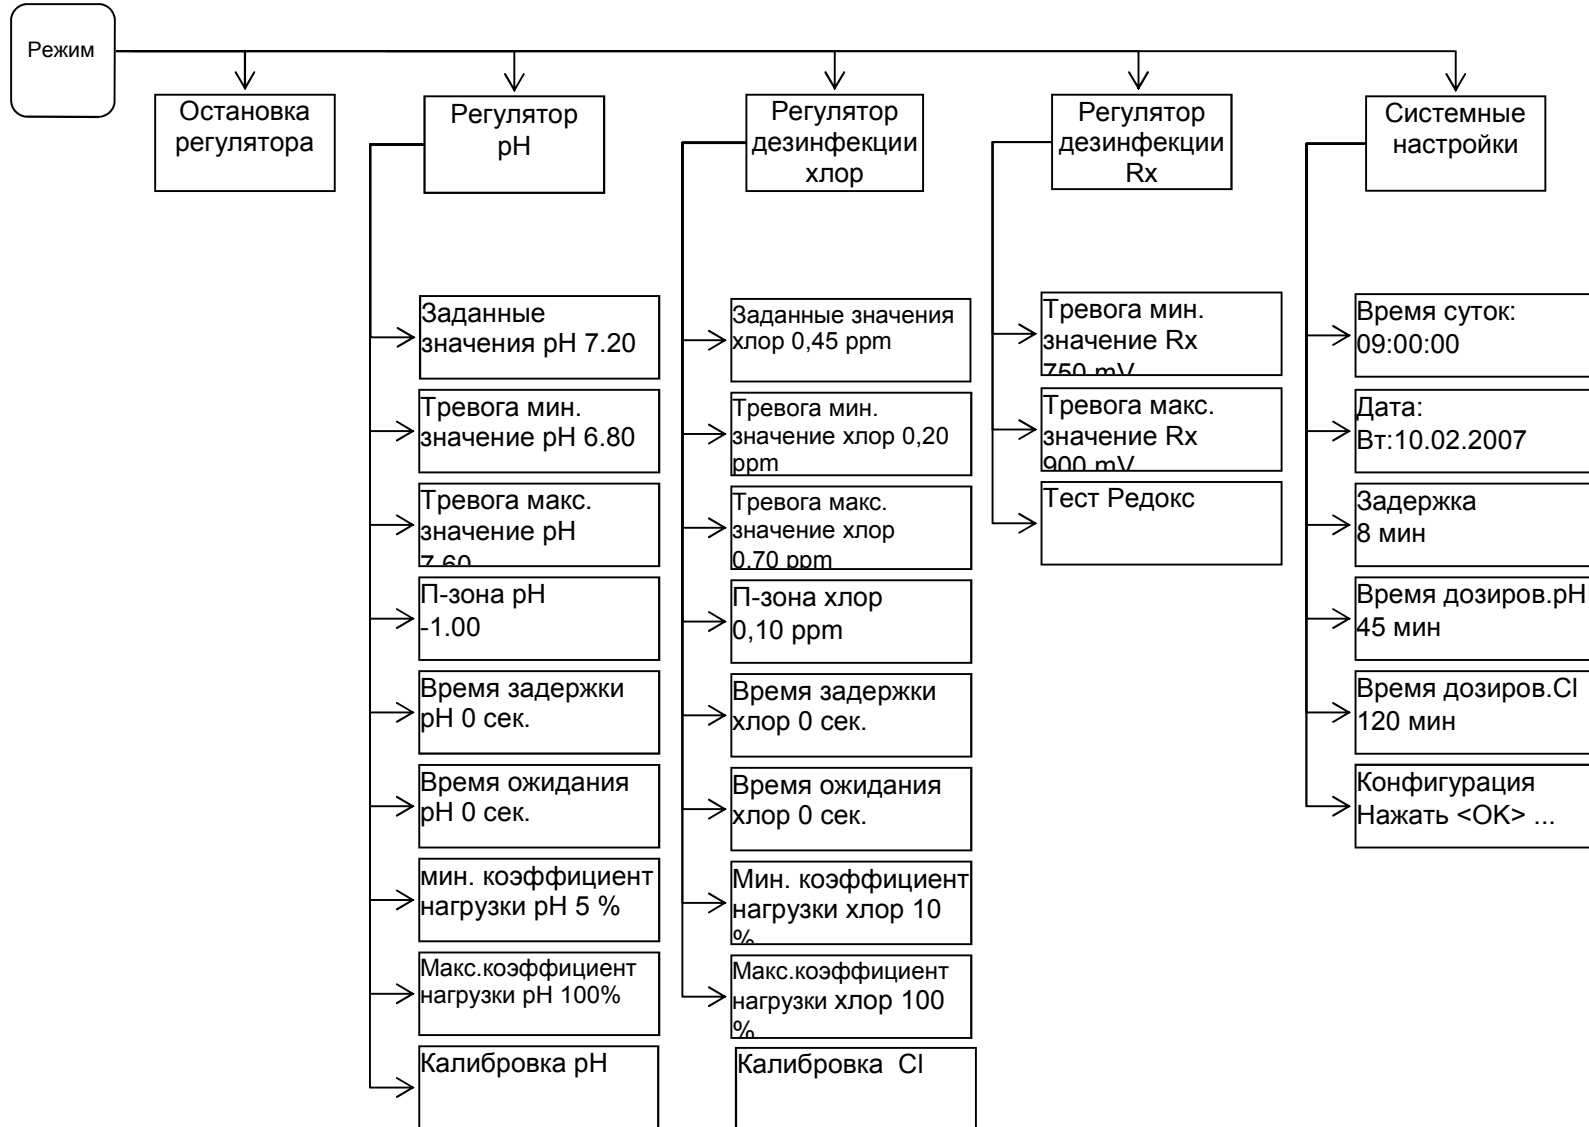 Режим
Остановка
регулятора
Регулятор
pH
Регулятор
дезинфекции
хлор
Регулятор
дезинфекции
Rx
Системные
настройки
Заданные
значения pH 7.20
Тревога мин.
значение pH 6.80
Тревога макс.
значение pH
7.60
П-зона pH
-1.00
Время задержки
pH 0 сек.
Время ожидания
pH 0 сек.
мин. коэффициент
нагрузки pH 5 %
Макс.коэффициент
нагрузки pH 100%
Калибровка pH
Заданные значения
хлор 0,45 ppm
Тревога мин.
значение хлор 0,20
ppm
Тревога макс.
значение хлор
0.70 ppm
П-зона хлор
0,10 ppm
Время задержки
хлор 0 сек.
Время ожидания
хлор 0 сек.
Мин. коэффициент
нагрузки хлор 10
%
Макс.коэффициент
нагрузки хлор 100
%
Калибровка Cl
Тревога мин.
значение Rx
750 mV
Тревога макс.
значение Rx
900 mV
Тест Редокс
Время суток:
09:00:00
Дата:
Вт:10.02.2007
Задержка
8 мин
Время дозиров.pH
45 мин
Время дозиров.Cl
120 мин
Конфигурация
Нажать <OK> ...